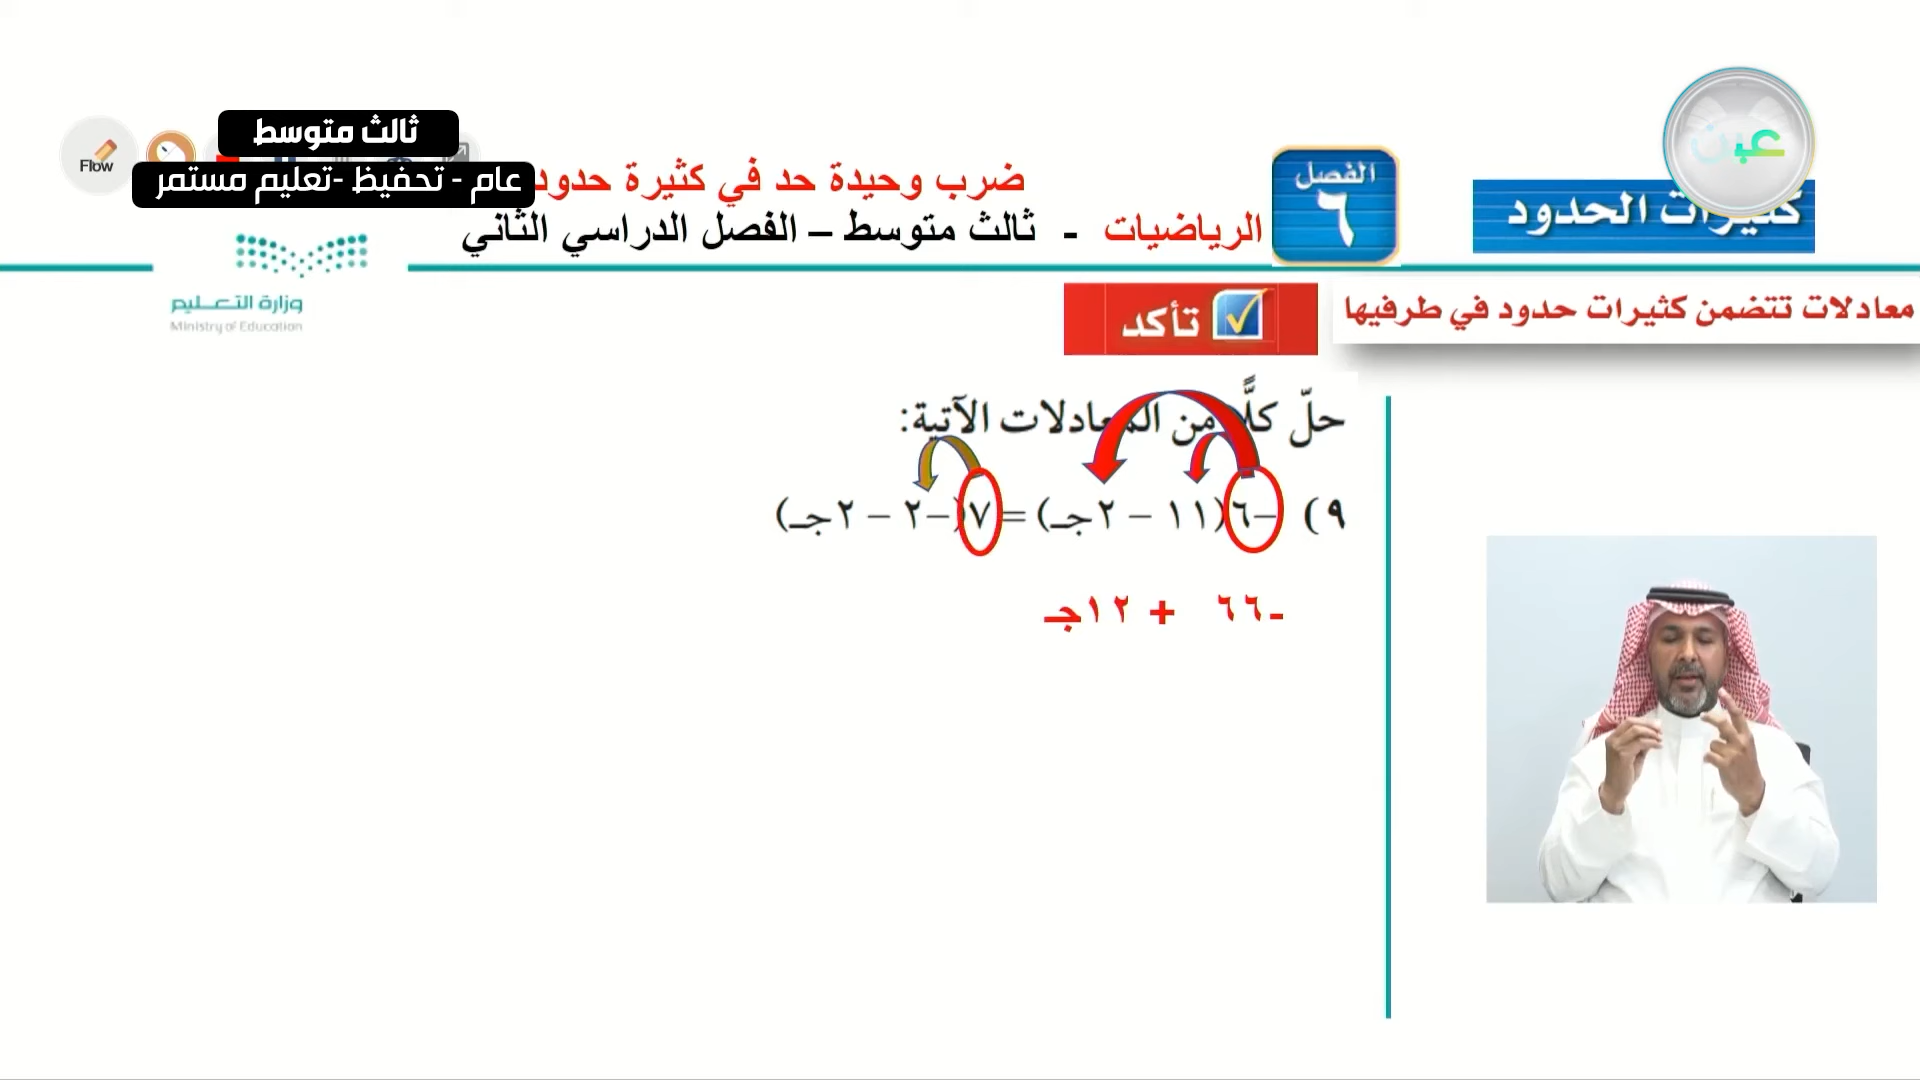 ثالث متوسط
عام - تحفيظ -تعليم مستمر
Flow
عين
كثيرات الحدود
الفصل
٦
ضرب وحيدة حد في كثيرة حدود
الرياضيات - ثالث متوسط – الفصل الدراسي الثاني
وزارة التعليم
Ministry of Education
معادلات تتضمن كثيرات حدود في طرفيها
تأكد
حلّ كلًّا من المعادلات الآتية:
٩) –٦(١١ – ٢جـ) = ٧(–٢ – ٢جـ)
-٦٦ + ١٢جـ